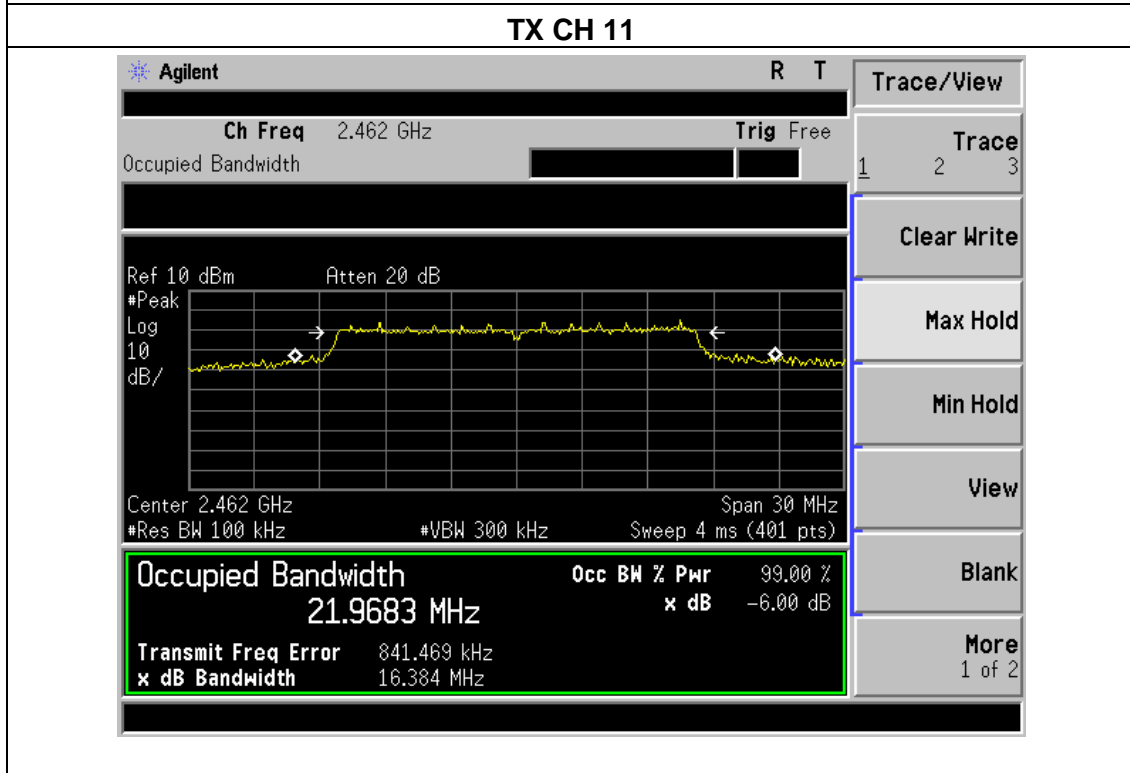 TX CH 11
Agilent R T
Trace/View
Ch Freq 2.462 GHz Trig Free
Occupied Bandwidth
Trace
1 2 3
Clear Write
Ref 10 dBm Atten 20 dB
#Peak
Log
10
dB/
Max Hold
Min Hold
View
Center 2.462 GHz Span 30 MHz
#Res BW 100 kHz #VBW 300 kHz Sweep 4 ms (401 pts)
Occupied Bandwidth Occ BW % Pwr 99.00 %
21.9683 MHz x dB -6.00 dB
Blank
Transmit Freq Error 841.469 kHz
x dB Bandwidth 16.384 MHz
More
1 of 2